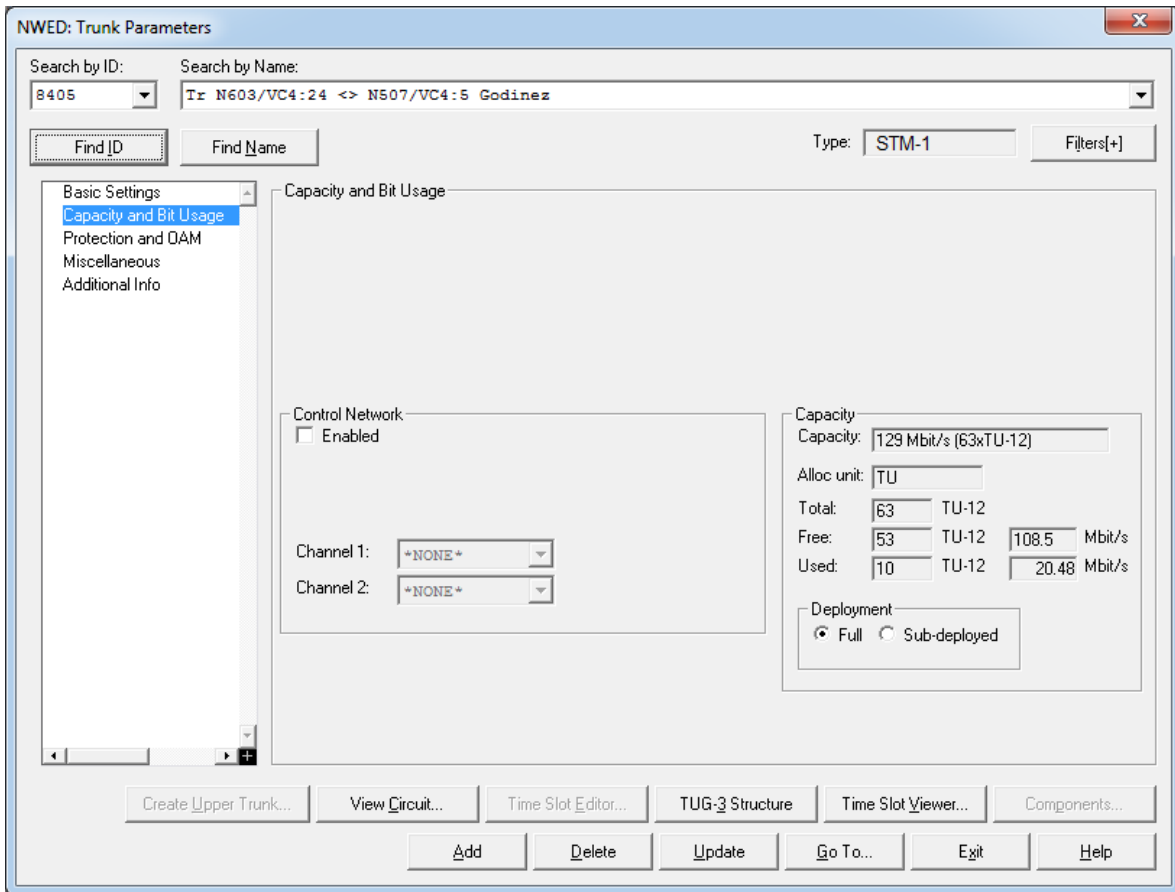 NWED: Trunk Parameters
x
Search by ID:
Search by Name:
8405
Tr N603/VC4:24 <> N507/VC4:5 Godinez
Find ID
Find Name
Type:
STM-1
Filters[+]
Basic Settings
Capacity and Bit Usage
Protection and OAM
Miscellaneous
Additional Info
Capacity and Bit Usage
Control Network
Enabled
Channel 1:
*NONE*
Channel 2:
*NONE*
Capacity
Capacity: 129 Mbit/s (63xTU-12)
Alloc unit: TU
Total: 63 TU-12
Free: 53 TU-12 108.5 Mbit/s
Used: 10 TU-12 20.48 Mbit/s
Deployment
Full Sub-deployed
Create Upper Trunk... View Circuit... Time Slot Editor... TUG-3 Structure Time Slot Viewer... Components...
Add Delete Update Go To... Exit Help